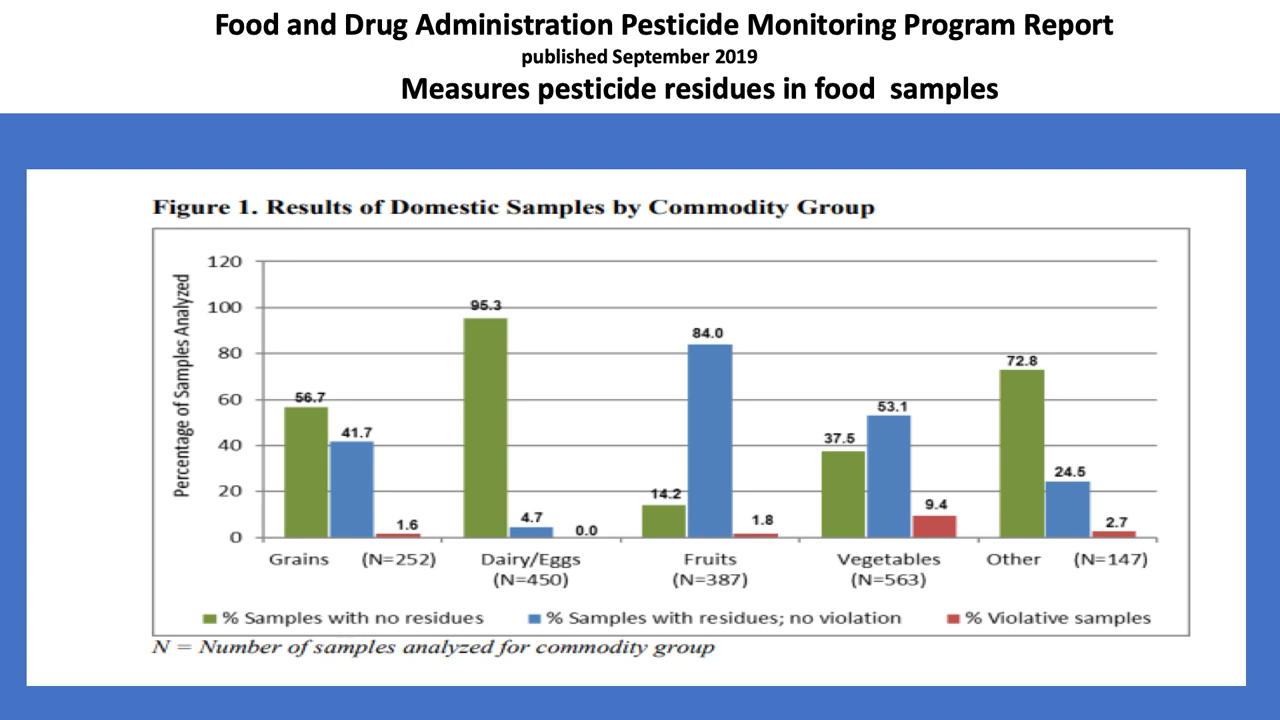 Food and Drug Administration Pesticide Monitoring Program Report
published September 2019
Measures pesticide residues in food samples
Figure 1. Results of Domestic Samples by Commodity Group
Percentage of Samples Analyzed
120
100
80
60
40
20
0
56.7
41.7
1.6
95.3
4.7
0.0
14.2
84.0
1.8
37.5
53.1
9.4
72.8
24.5
2.7
Grains (N=252)
Dairy/Eggs
(N=450)
Fruits
(N=387)
Vegetables
(N=563)
Other (N=147)
% Samples with no residues
% Samples with residues; no violation
% Violative samples
N = Number of samples analyzed for commodity group